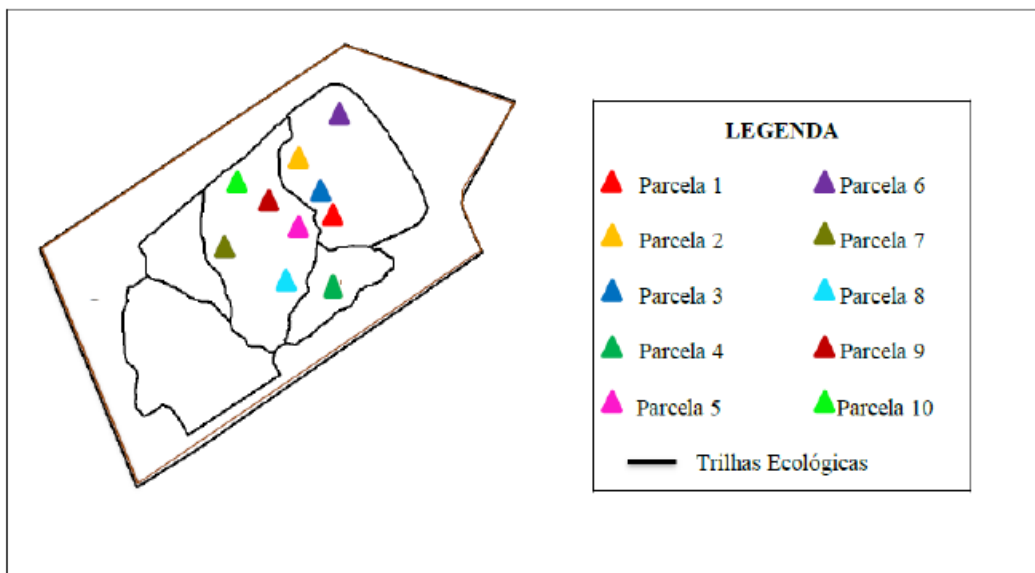 LEGENDA
Parcela 1
Parcela 6
Parcela 2
Parcela 7
Parcela 3
Parcela 8
Parcela 4
Parcela 9
Parcela 5
Parcela 10
Trilhas Ecológicas